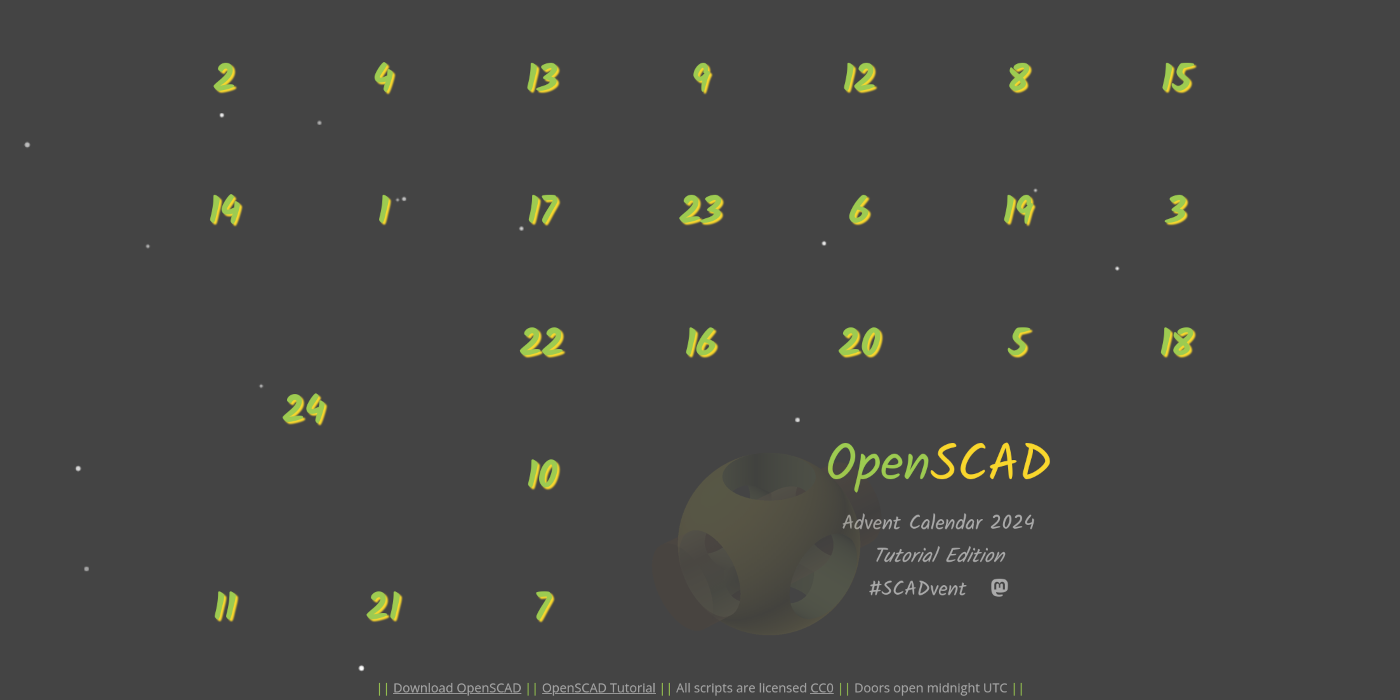 2 4 13 9 12 8 15
14 1 17 23 6 19 3
22 16 20 5 18
24
10
OpenSCAD
Advent Calendar 2024
Tutorial Edition
#SCADvent
11 21 7
|| Download OpenSCAD || OpenSCAD Tutorial || All scripts are licensed CC0 || Doors open midnight UTC ||